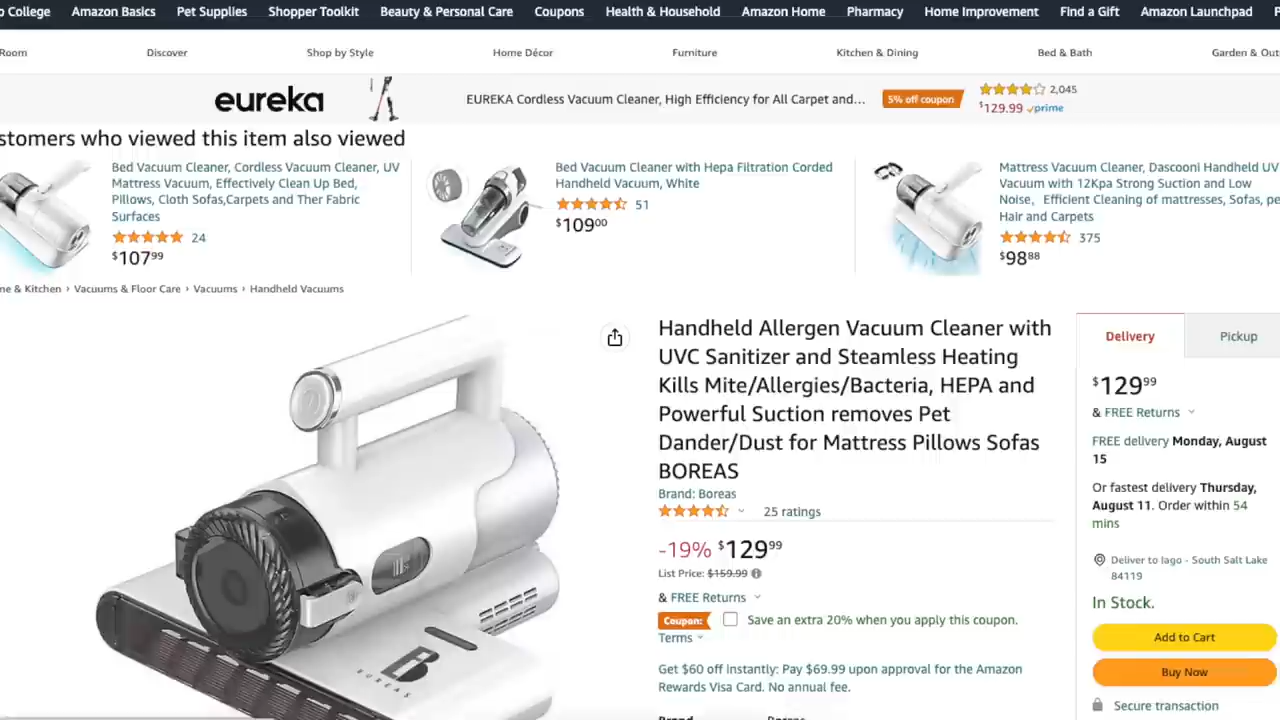 College
Amazon Basics
Pet Supplies
Shopper Toolkit
Beauty & Personal Care
Coupons
Health & Household
Amazon Home
Pharmacy
Home Improvement
Find a Gift
Amazon Launchpad
Room
Discover
Shop by Style
Home Décor
Furniture
Kitchen & Dining
Bed & Bath
Garden & Out
eureka
EUREKA Cordless Vacuum Cleaner, High Efficiency for All Carpet and...
5% off coupon
2,045
$129.99 prime
stomers who viewed this item also viewed
Bed Vacuum Cleaner, Cordless Vacuum Cleaner, UV
Mattress Vacuum, Effectively Clean Up Bed,
Pillows, Cloth Sofas,Carpets and Ther Fabric
Surfaces
24
$107.99
Bed Vacuum Cleaner with Hepa Filtration Corded
Handheld Vacuum, White
51
$109.00
Mattress Vacuum Cleaner, Dascooni Handheld UV
Vacuum with 12Kpa Strong Suction and Low
Noise, Efficient Cleaning of mattresses, Sofas, pe
Hair and Carpets
375
$98.88
me & Kitchen › Vacuums & Floor Care › Vacuums › Handheld Vacuums
Handheld Allergen Vacuum Cleaner with
UVC Sanitizer and Steamless Heating
Kills Mite/Allergies/Bacteria, HEPA and
Powerful Suction removes Pet
Dander/Dust for Mattress Pillows Sofas
BOREAS
Brand: Boreas
25 ratings
-19% $129.99
List Price: $159.99
& FREE Returns
Coupon: Save an extra 20% when you apply this coupon.
Terms
Get $60 off instantly: Pay $69.99 upon approval for the Amazon
Rewards Visa Card. No annual fee.
Brand Boreas
B
BOREAS
Delivery
Pickup
$129.99
& FREE Returns
FREE delivery Monday, August
15
Or fastest delivery Thursday,
August 11. Order within 54
mins
Deliver to Iago - South Salt Lake
84119
In Stock.
Add to Cart
Buy Now
Secure transaction